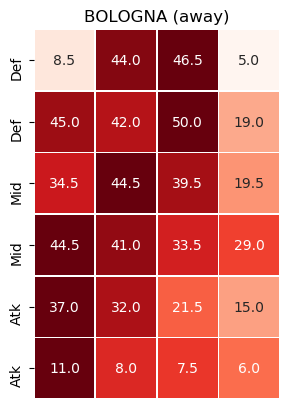 BOLOGNA (away)
Def 8.5 44.0 46.5 5.0
Def 45.0 42.0 50.0 19.0
Mid 34.5 44.5 39.5 19.5
Mid 44.5 41.0 33.5 29.0
Atk 37.0 32.0 21.5 15.0
Atk 11.0 8.0 7.5 6.0